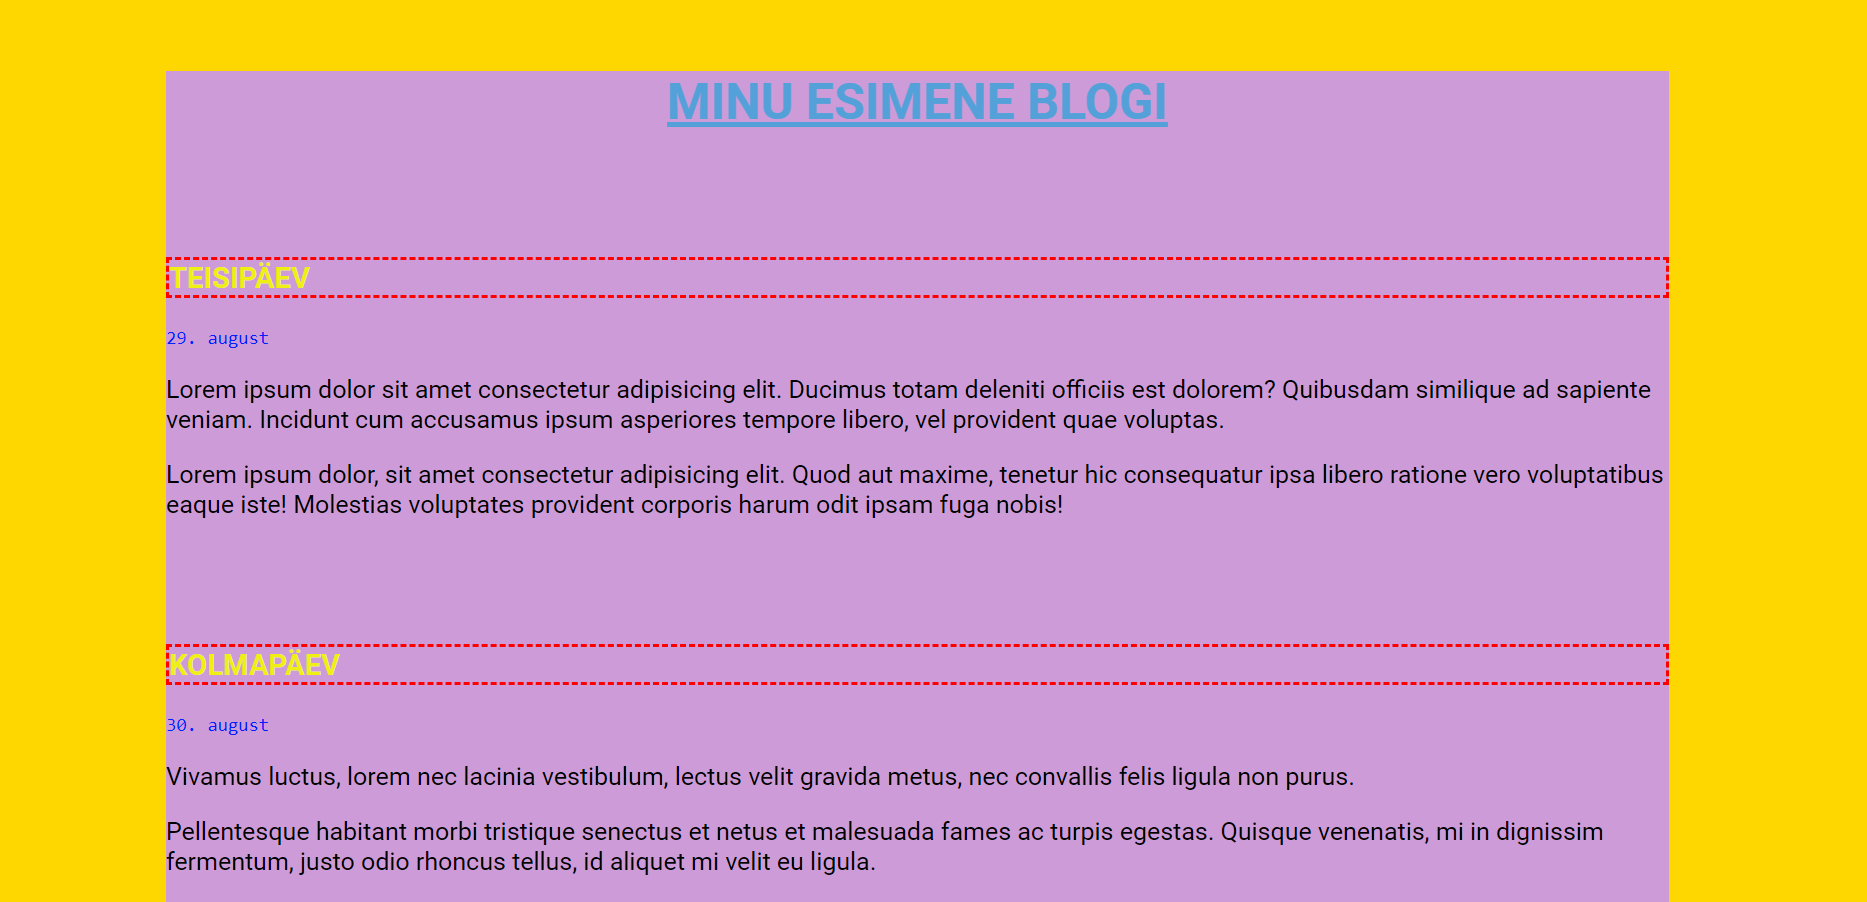 MINU ESIMENE BLOGI
TEISIPÄEV
29. august
Lorem ipsum dolor sit amet consectetur adipisicing elit. Ducimus totam deleniti officiis est dolorem? Quibusdam similique ad sapiente
veniam. Incidunt cum accusamus ipsum asperiores tempore libero, vel provident quae voluptas.
Lorem ipsum dolor, sit amet consectetur adipisicing elit. Quod aut maxime, tenetur hic consequatur ipsa libero ratione vero voluptatibus
eaque iste! Molestias voluptates provident corporis harum odit ipsam fuga nobis!
KOLMAPÄEV
30. august
Vivamus luctus, lorem nec lacinia vestibulum, lectus velit gravida metus, nec convallis felis ligula non purus.
Pellentesque habitant morbi tristique senectus et netus et malesuada fames ac turpis egestas. Quisque venenatis, mi in dignissim
fermentum, justo odio rhoncus tellus, id aliquet mi velit eu ligula.